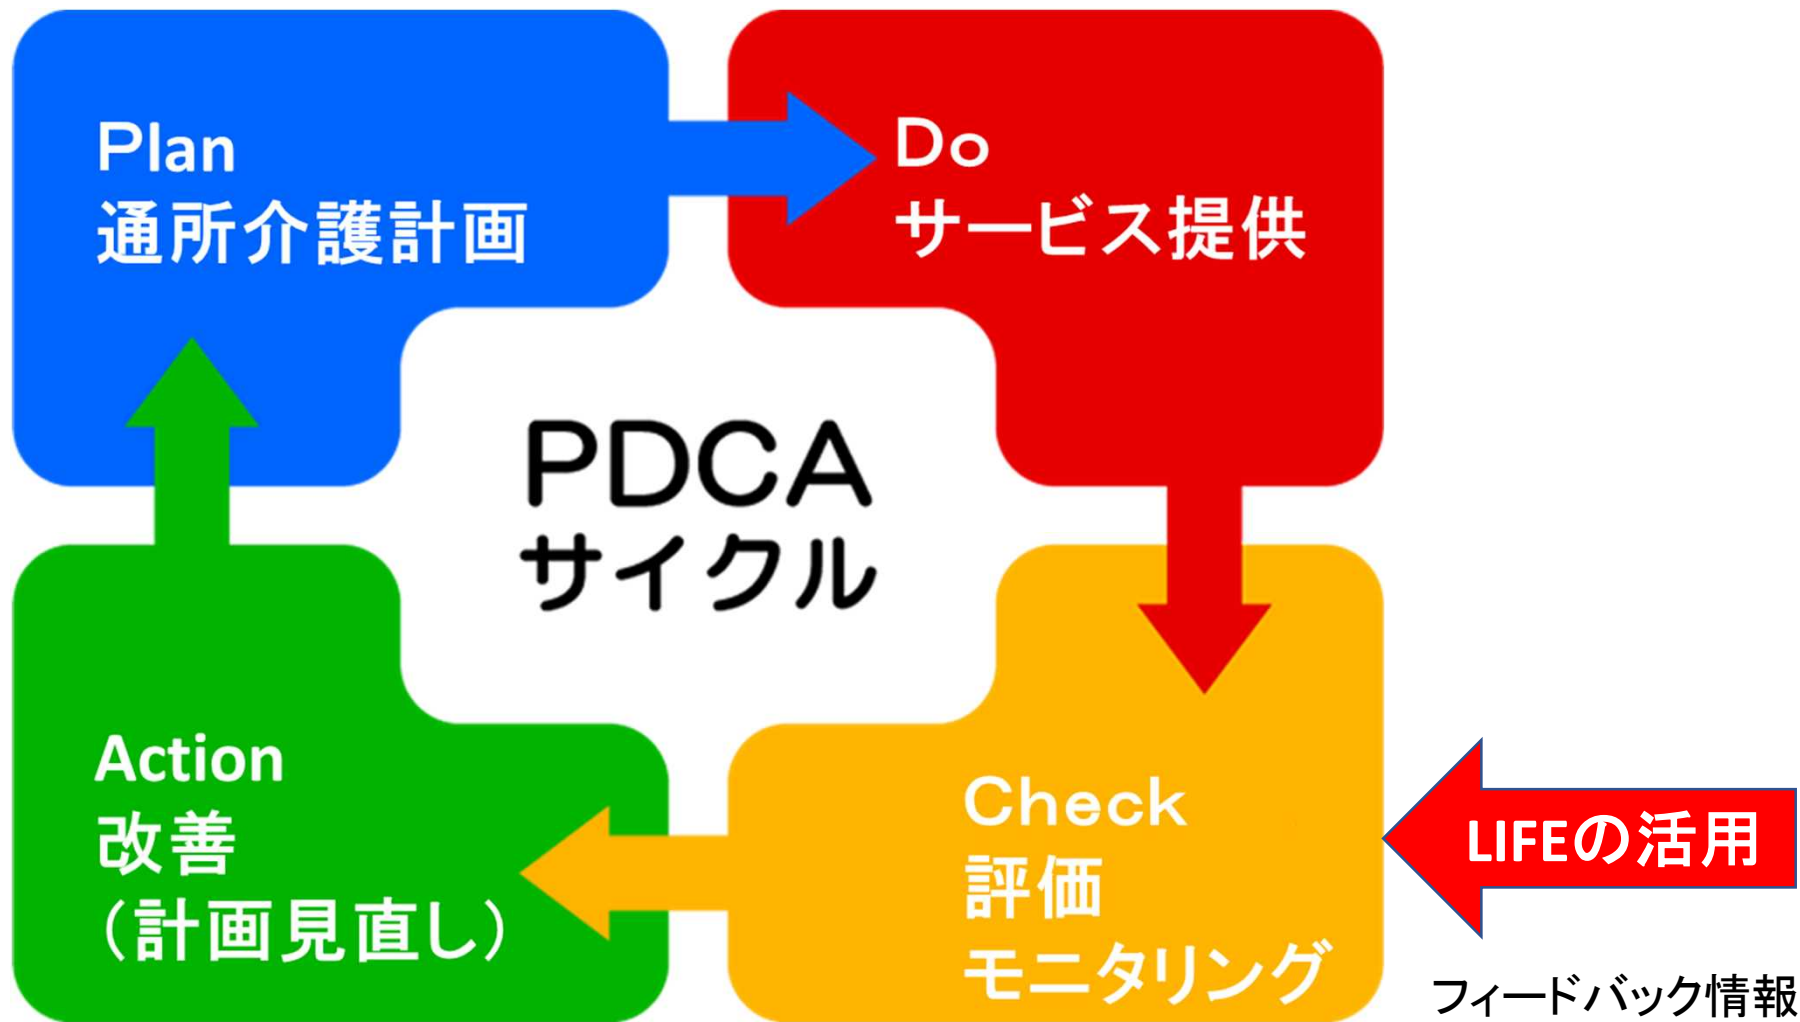 Plan
通所介護計画
Do
サービス提供
PDCA
サイクル
Action
改善
（計画見直し）
Check
評価
モニタリング
LIFEの活用
フィードバック情報